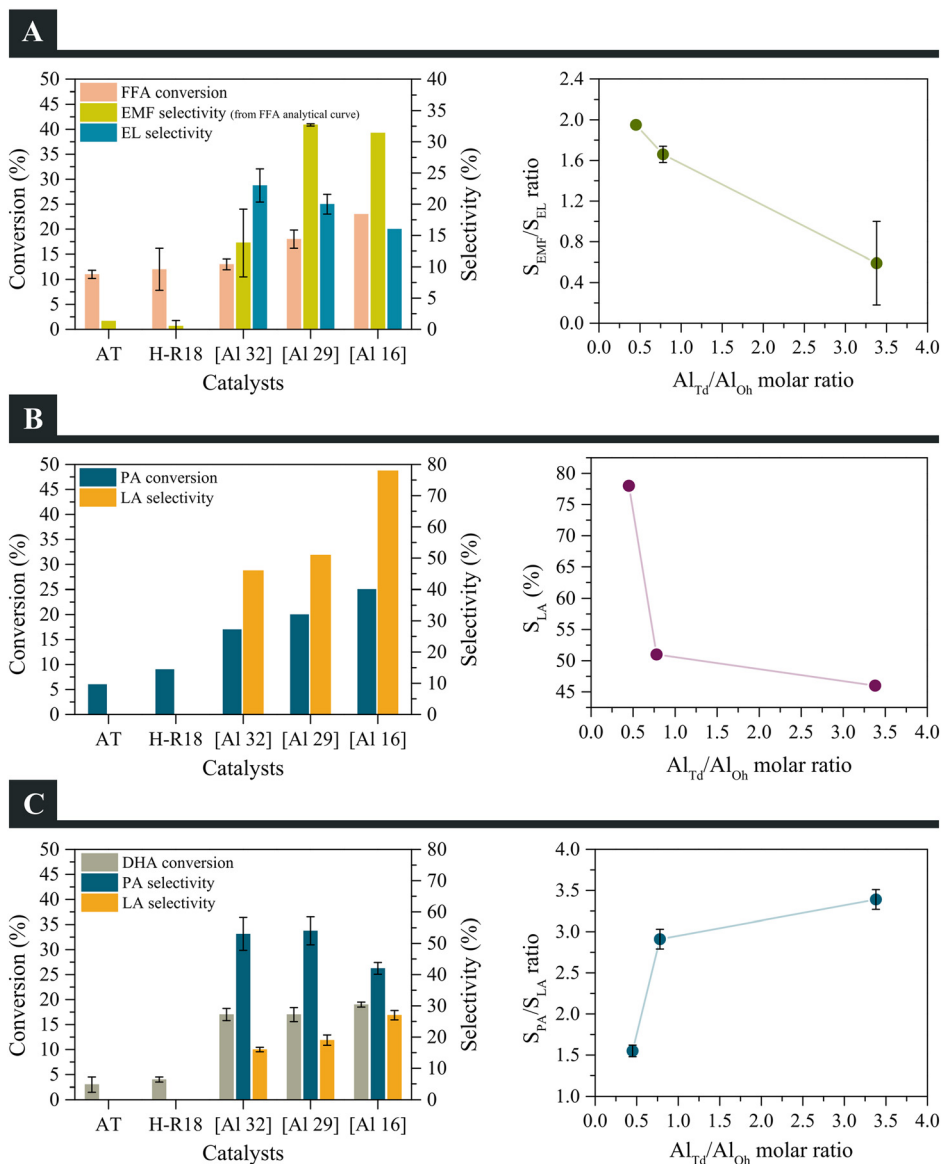 A
FFA conversion
EMF selectivity (from FFA analytical curve)
EL selectivity
Conversion (%)
50
45
40
35
30
25
20
15
10
5
0
40
35
30
25
20
15
10
5
0
Selectivity (%)
AT H-R18 [Al 32] [Al 29] [Al 16]
Catalysts
S_EMF/S_EL ratio
2.4
2.0
1.6
1.2
0.8
0.4
0.0
0.0 0.5 1.0 1.5 2.0 2.5 3.0 3.5 4.0
Al_Td/Al_Oh molar ratio
B
PA conversion
LA selectivity
Conversion (%)
50
45
40
35
30
25
20
15
10
5
0
80
70
60
50
40
30
20
10
0
Selectivity (%)
AT H-R18 [Al 32] [Al 29] [Al 16]
Catalysts
S_LA (%)
80
75
70
65
60
55
50
45
0.0 0.5 1.0 1.5 2.0 2.5 3.0 3.5 4.0
Al_Td/Al_Oh molar ratio
C
DHA conversion
PA selectivity
LA selectivity
Conversion (%)
50
45
40
35
30
25
20
15
10
5
0
80
70
60
50
40
30
20
10
0
Selectivity (%)
AT H-R18 [Al 32] [Al 29] [Al 16]
Catalysts
S_PA/S_LA ratio
4.0
3.5
3.0
2.5
2.0
1.5
1.0
0.0 0.5 1.0 1.5 2.0 2.5 3.0 3.5 4.0
Al_Td/Al_Oh molar ratio